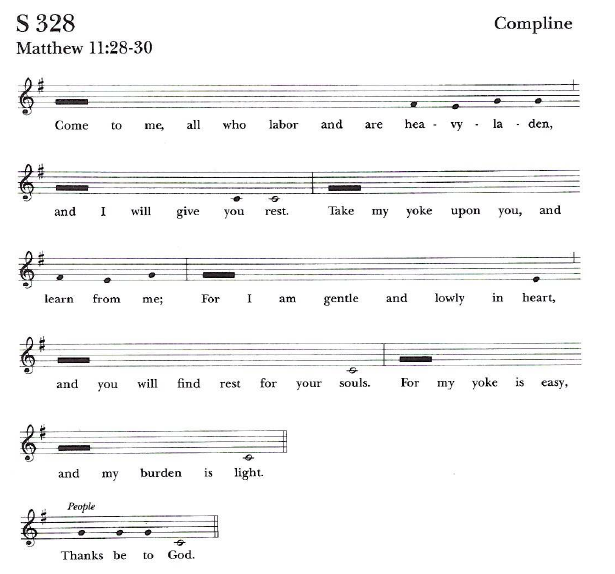 S 328
Compline
Matthew 11:28-30
Come to me, all who labor and are hea - vy - la - den,
and I will give you rest. Take my yoke upon you, and
learn from me; For I am gentle and lowly in heart,
and you will find rest for your souls. For my yoke is easy,
and my burden is light.
People
Thanks be to God.